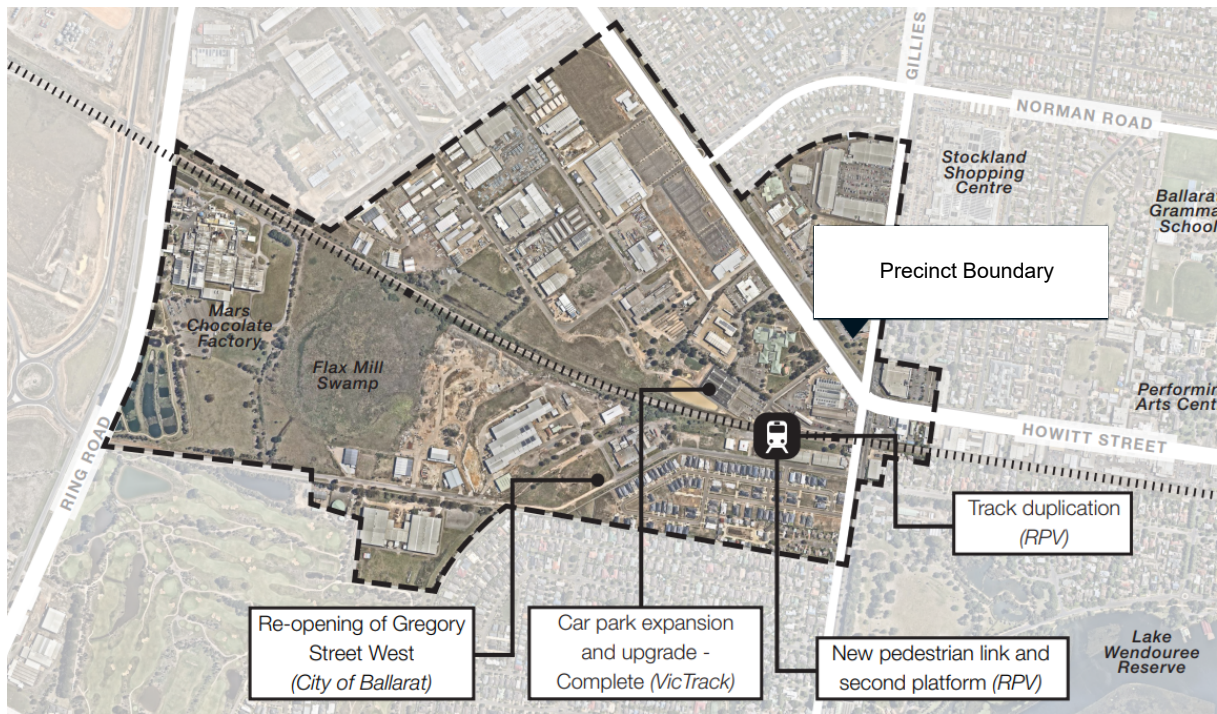 GILLIES
NORMAN ROAD
Stockland
Shopping
Centre
Ballarat
Gramma
School
Precinct Boundary
Mars
Chocolate
Factory
Flax Mill
Swamp
Performin
Arts Cent
HOWITT STREET
RING ROAD
Track duplication
(RPV)
Re-opening of Gregory
Street West
(City of Ballarat)
Car park expansion
and upgrade -
Complete (VicTrack)
New pedestrian link and
second platform (RPV)
Lake
Wendouree
Reserve